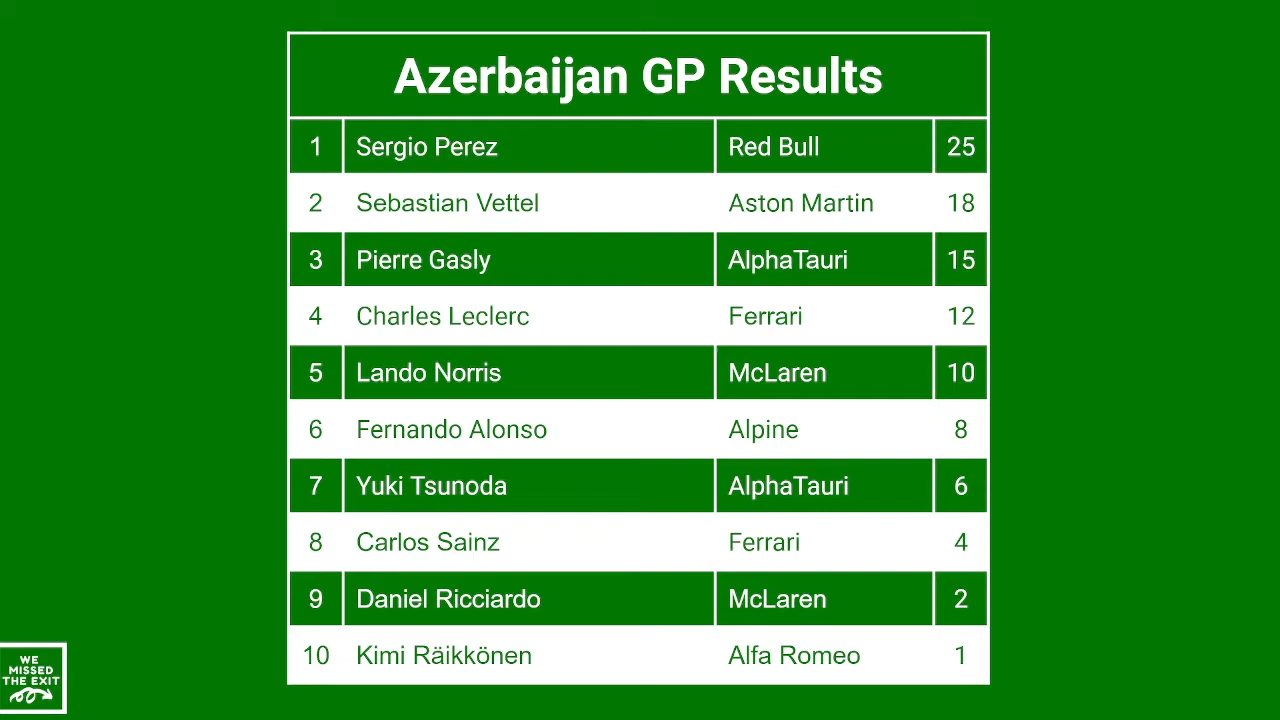 Azerbaijan GP Results
1 Sergio Perez Red Bull 25
2 Sebastian Vettel Aston Martin 18
3 Pierre Gasly AlphaTauri 15
4 Charles Leclerc Ferrari 12
5 Lando Norris McLaren 10
6 Fernando Alonso Alpine 8
7 Yuki Tsunoda AlphaTauri 6
8 Carlos Sainz Ferrari 4
9 Daniel Ricciardo McLaren 2
10 Kimi Räikkönen Alfa Romeo 1
WE
MISSED
THE EXIT